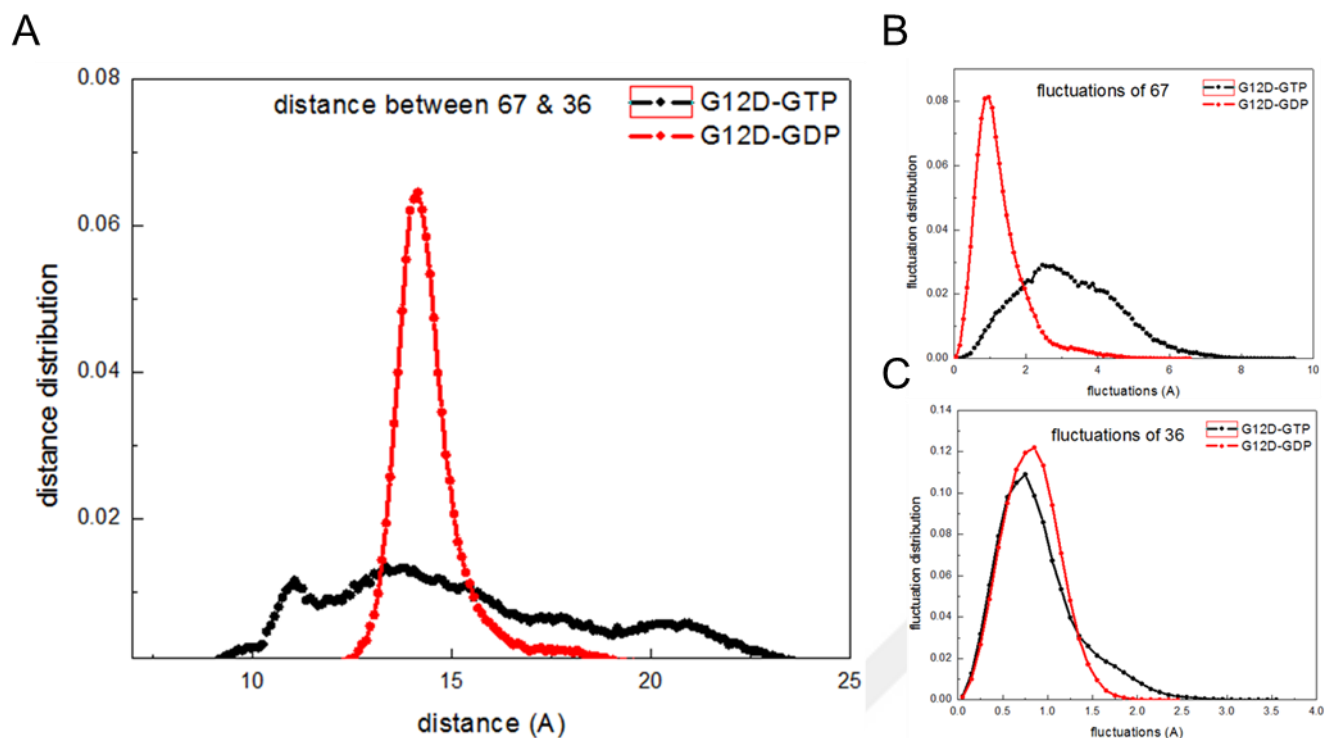 A
distance between 67 & 36
G12D-GTP
G12D-GDP
distance distribution
0.08
0.06
0.04
0.02
10
15
20
25
distance (A)
B
fluctuations of 67
G12D-GTP
G12D-GDP
fluctuation distribution
0.08
0.06
0.04
0.02
0.00
0
2
4
6
8
10
fluctuations (A)
C
fluctuations of 36
G12D-GTP
G12D-GDP
fluctuation distribution
0.14
0.12
0.10
0.08
0.06
0.04
0.02
0.00
0.0
0.5
1.0
1.5
2.0
2.5
3.0
3.5
4.0
fluctuations (A)